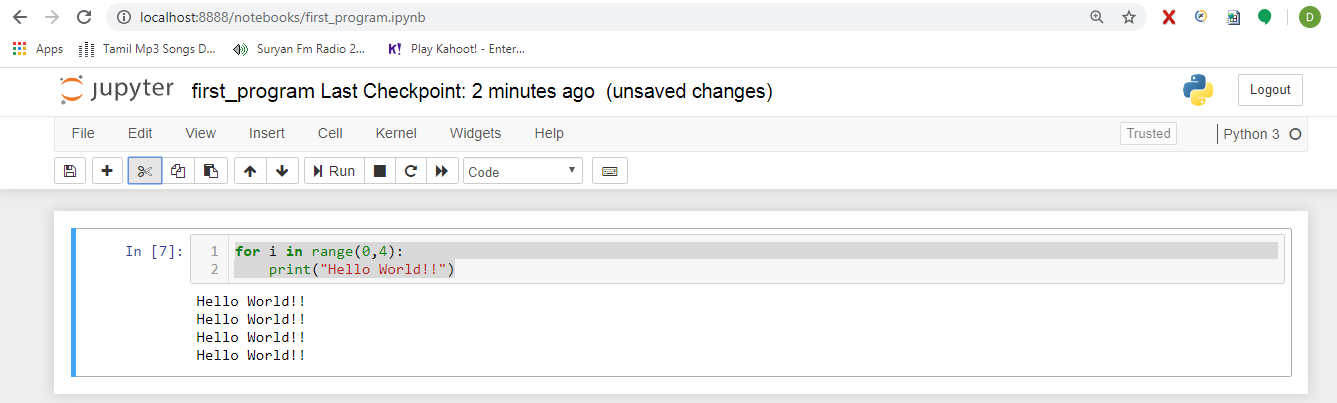 localhost:8888/notebooks/first_program.ipynb D
Apps Tamil Mp3 Songs D... Suryan Fm Radio 2... K! Play Kahoot! - Enter...
jupyter first_program Last Checkpoint: 2 minutes ago (unsaved changes) Logout
File Edit View Insert Cell Kernel Widgets Help Trusted Python 3
Run Code
In [7]: 1 for i in range(0,4):
2 print("Hello World!!")
Hello World!!
Hello World!!
Hello World!!
Hello World!!